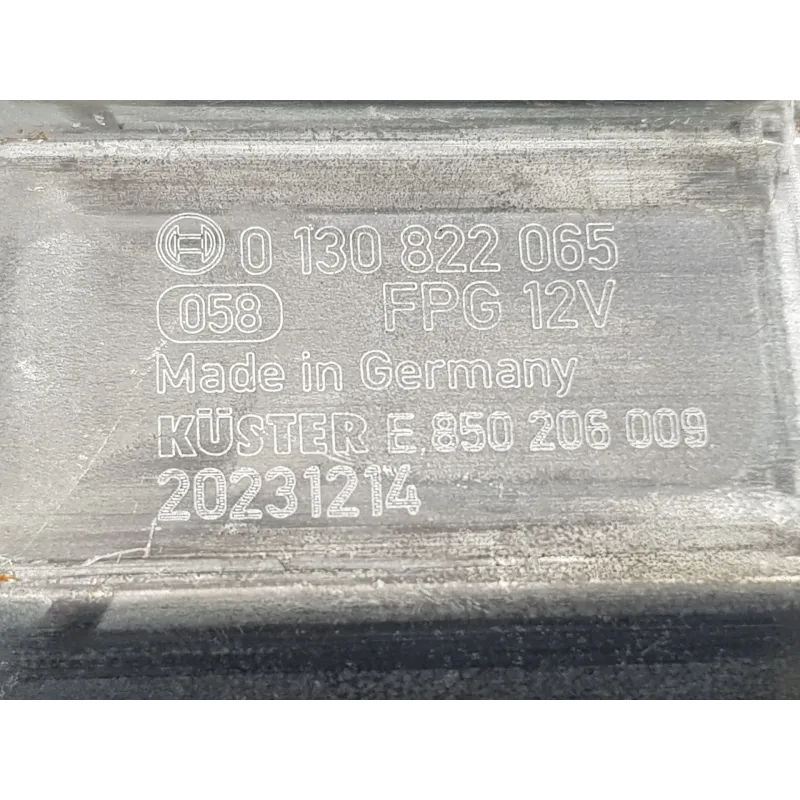 0 130 822 065
058 FPG 12V
Made in Germany
KÜSTER E 850 206 009
20231214